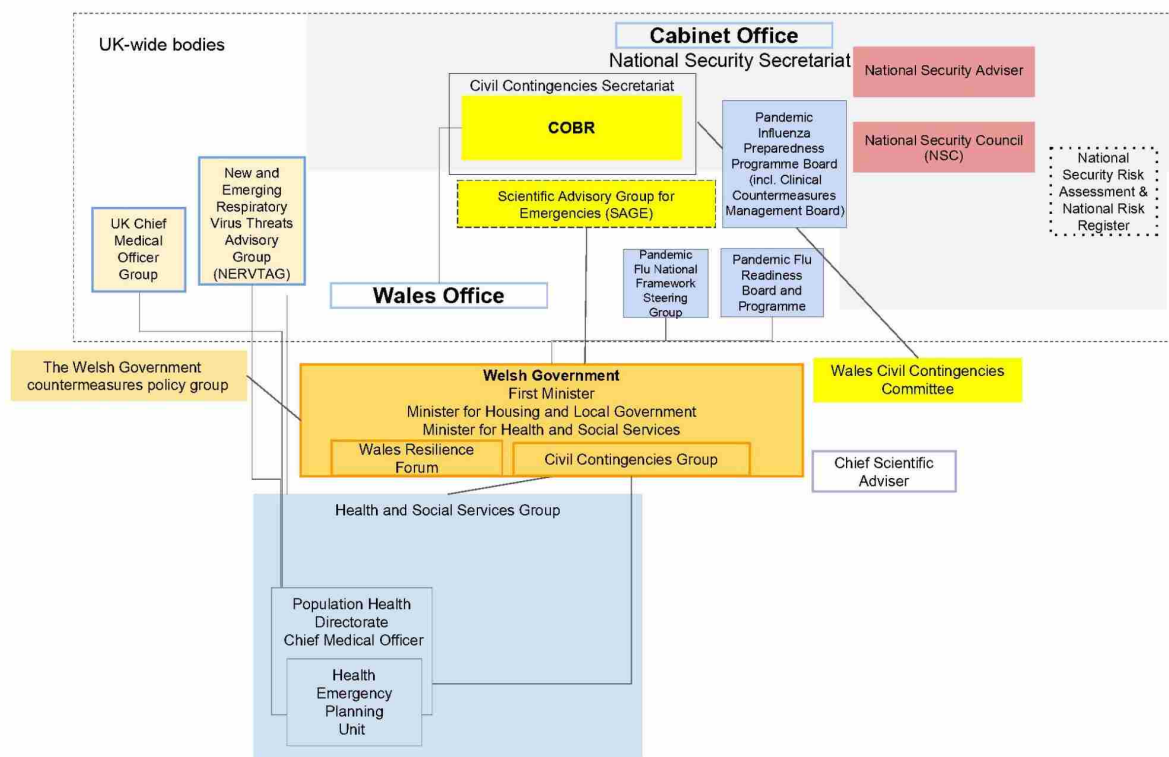 UK-wide bodies
Cabinet Office
National Security Secretariat
National Security Adviser
Civil Contingencies Secretariat
COBR
Pandemic
Influenza
Preparedness
Programme Board
(incl. Clinical
Countermeasures
Management Board)
National Security Council
(NSC)
National
Security Risk
Assessment &
National Risk
Register
New and
Emerging
Respiratory
Virus Threats
Advisory
Group
(NERVTAG)
Scientific Advisory Group for
Emergencies (SAGE)
UK Chief
Medical
Officer
Group
Pandemic
Flu National
Framework
Steering
Group
Pandemic Flu
Readiness
Board and
Programme
Wales Office
The Welsh Government
countermeasures policy group
Welsh Government
First Minister
Minister for Housing and Local Government
Minister for Health and Social Services
Wales Resilience
Forum
Civil Contingencies Group
Wales Civil Contingencies
Committee
Chief Scientific
Adviser
Health and Social Services Group
Population Health
Directorate
Chief Medical Officer
Health
Emergency
Planning
Unit